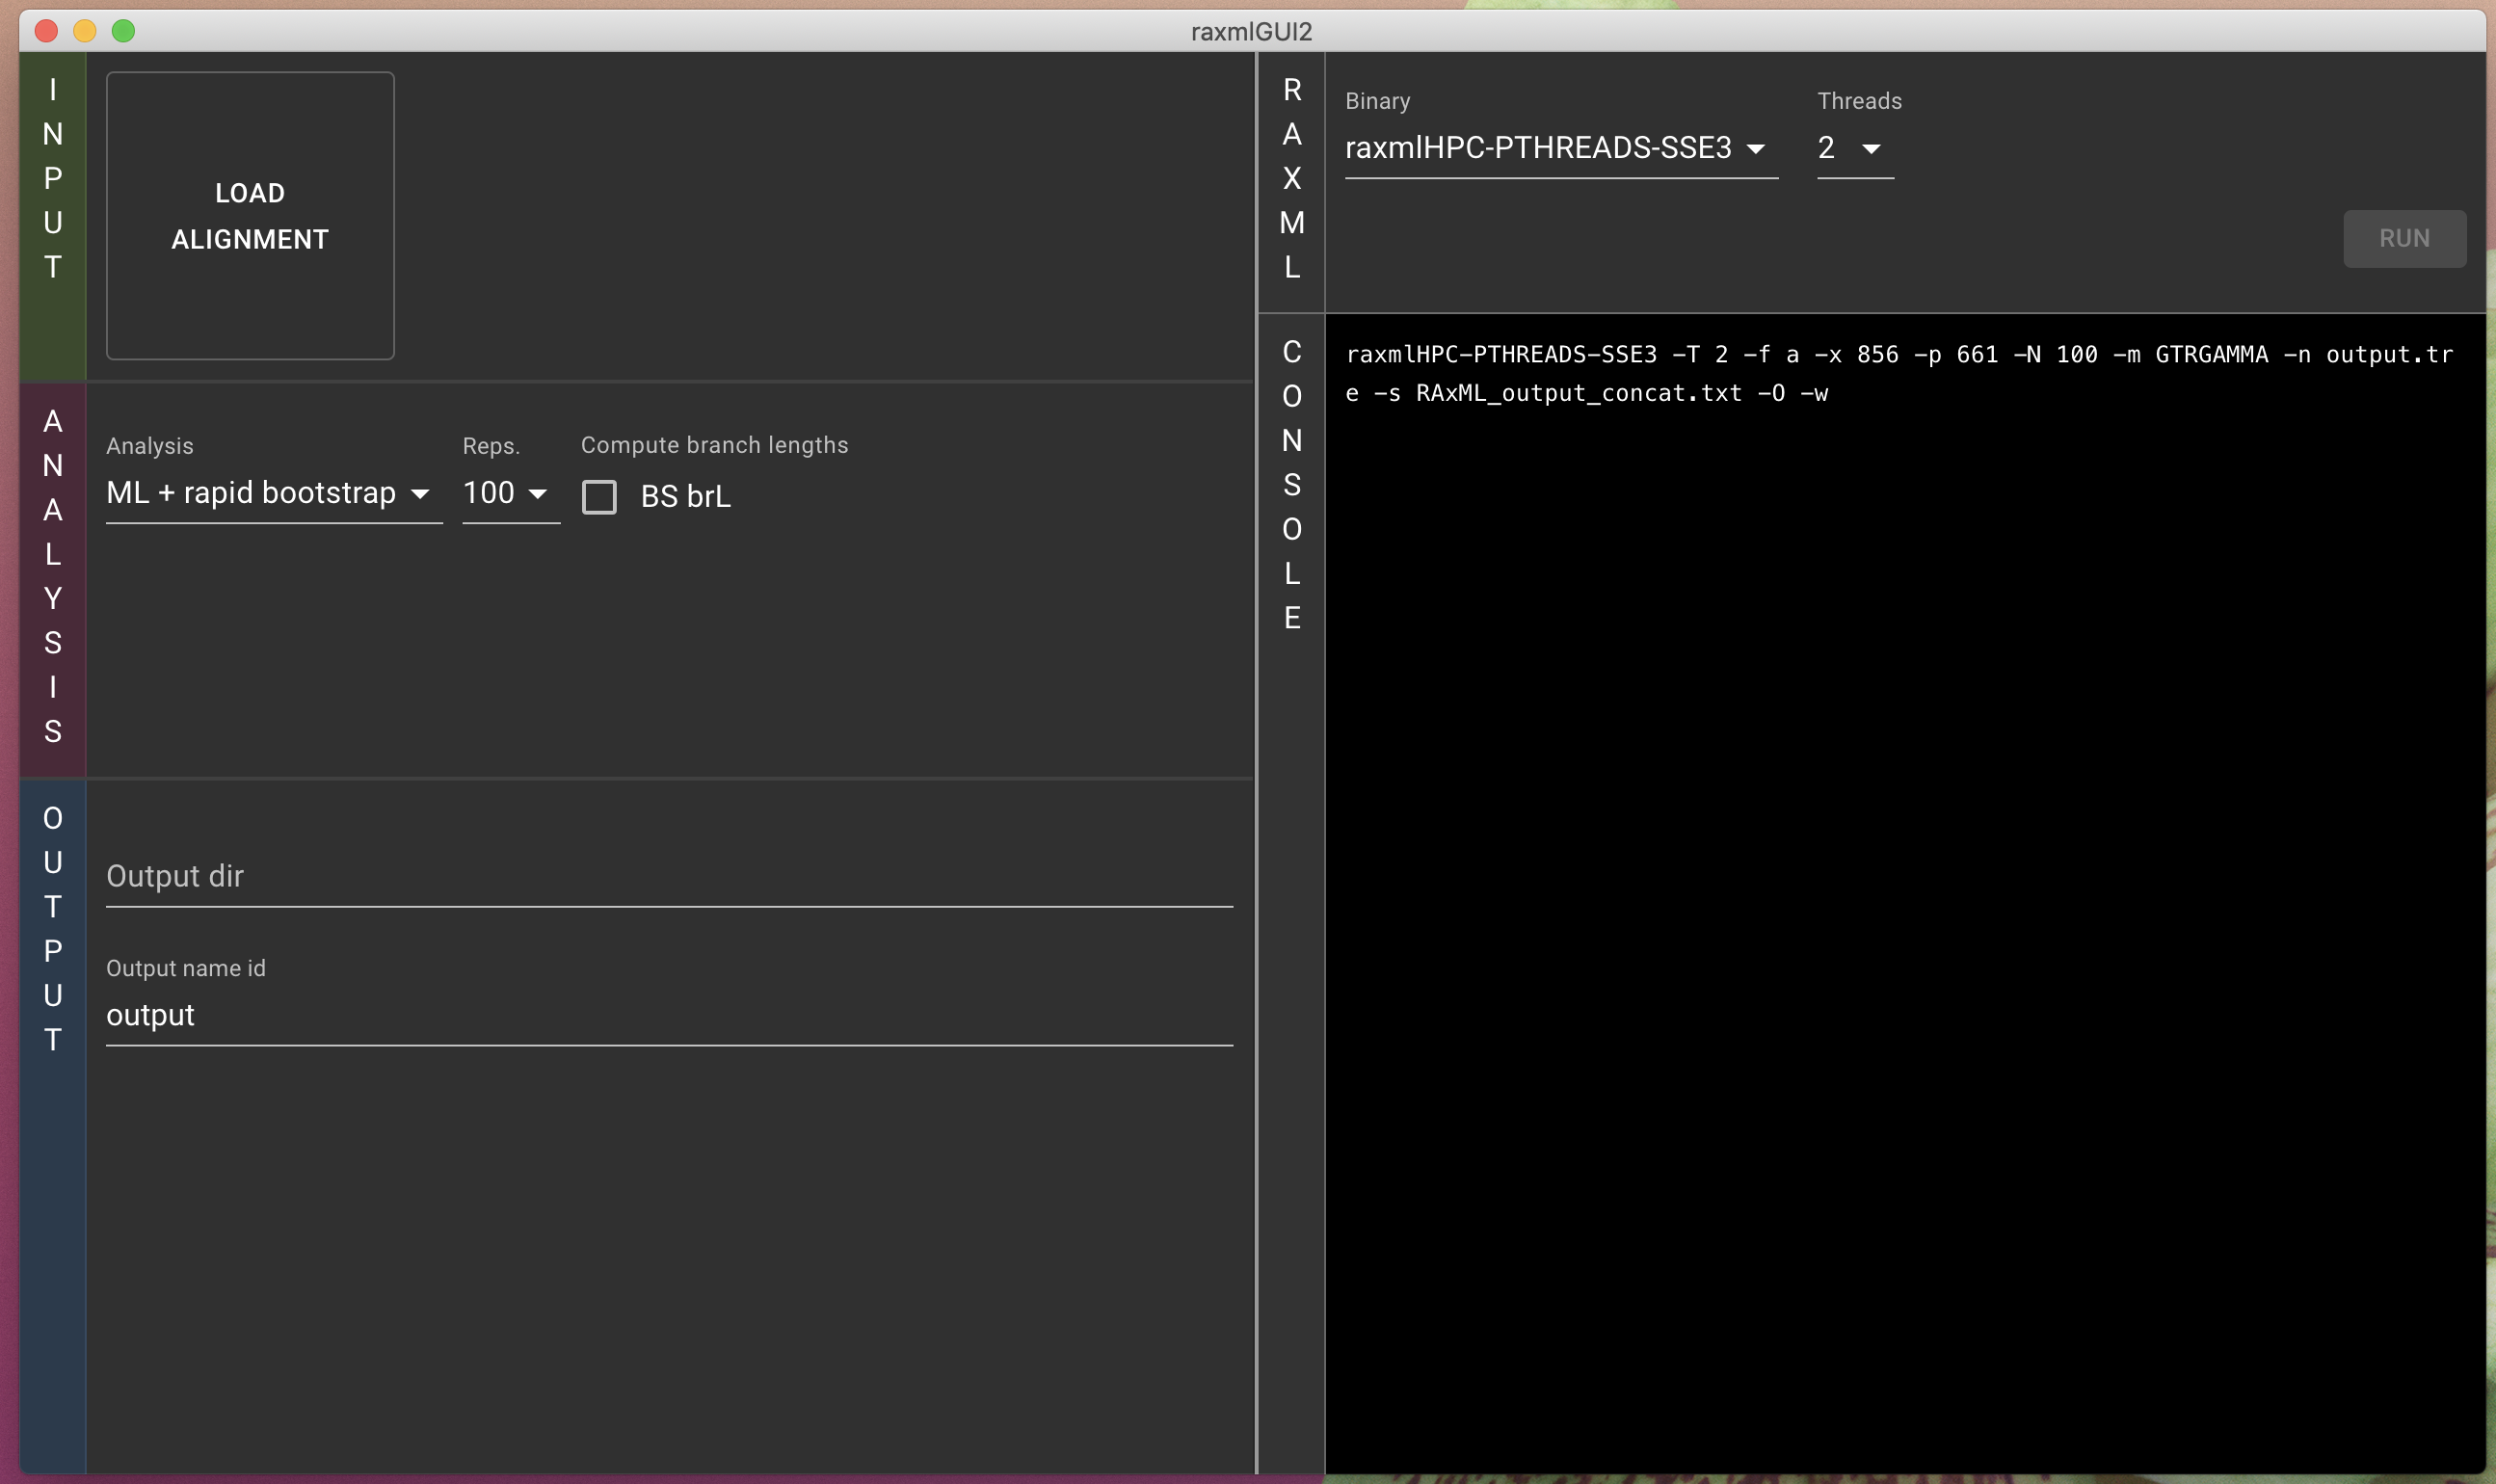 raxmlGUI2
INPUT
LOAD
ALIGNMENT
ANALYSIS
Analysis
Reps.
Compute branch lengths
ML + rapid bootstrap
100
BS brL
OUTPUT
Output dir
Output name id
output
RAXML
Binary
Threads
raxmlHPC-PTHREADS-SSE3
2
RUN
CONSOLE
raxmlHPC-PTHREADS-SSE3 -T 2 -f a -x 856 -p 661 -N 100 -m GTRGAMMA -n output.tr
e -s RAxML_output_concat.txt -O -w